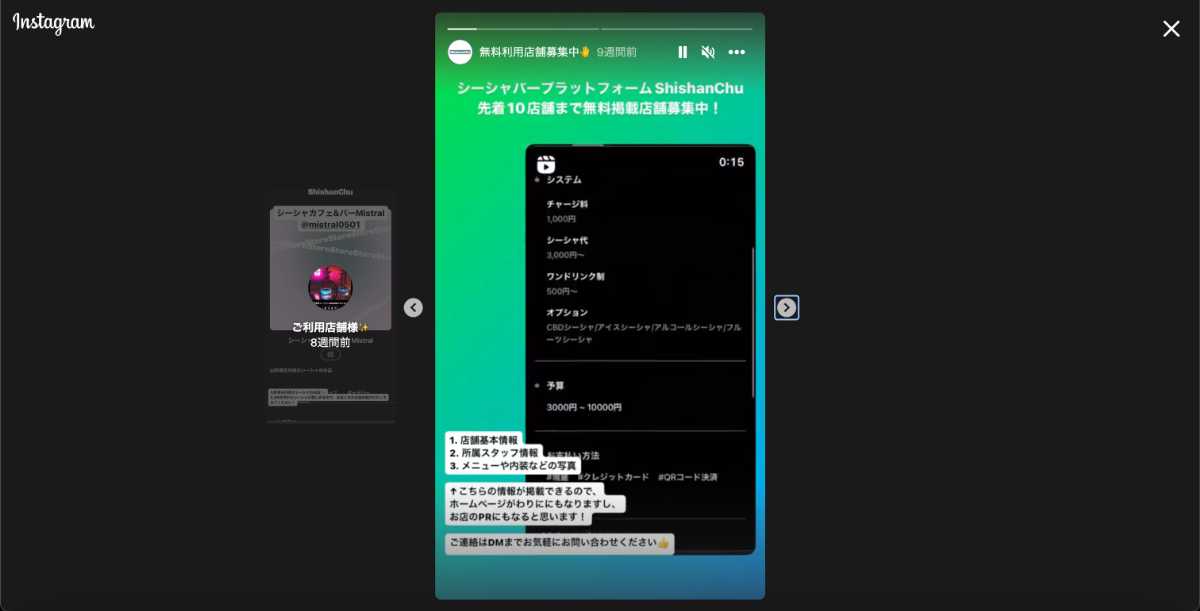 Instagram
無料利用店舗募集中🤚 9週間前
シーシャバープラットフォームShishanChu
先着10店舗まで無料掲載店舗募集中！
0:15
システム
チャージ料
1,000円
シーシャ代
3,000円〜
ワンドリンク制
500円〜
オプション
CBDシーシャ/アイスシーシャ/アルコールシーシャ/フル
ーツシーシャ
予算
3000円 ~ 10000円
お支払い方法
#現金 #クレジットカード #QRコード決済
1. 店舗基本情報
2. 所属スタッフ情報
3. メニューや内装などの写真
↑こちらの情報が掲載できるので、
ホームページがわりににもなりますし、
お店のPRにもなると思います！
ご連絡はDMまでお気軽にお問い合わせください👍
ShishanChu
シーシャカフェ&バーMistral
@mistral0501
ご利用店舗様✨
8週間前